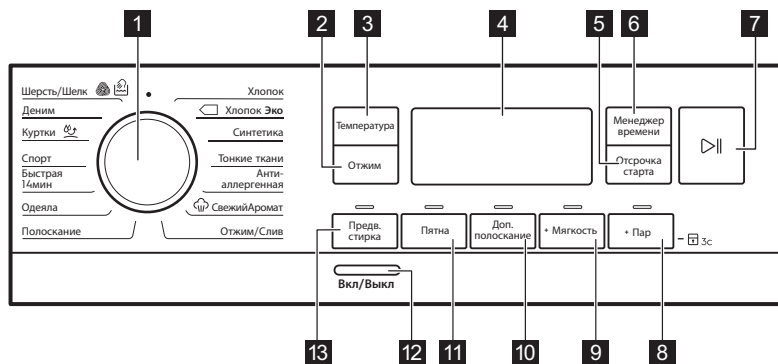 1
2
3
4
5
6
7
Шерсть/Шелк
Деним
Куртки
Спорт
Быстрая
14мин
Одеяла
Полоскание
Хлопок
Хлопок Эко
Синтетика
Тонкие ткани
Анти-
аллергенная
СвежийАромат
Отжим/Слив
Температура
Отжим
Менеджер
времени
Отсрочка
старта
Предв.
стирка
Пятна
Доп.
полоскание
+ Мягкость
+ Пар
3с
Вкл/Выкл
13
12
11
10
9
8